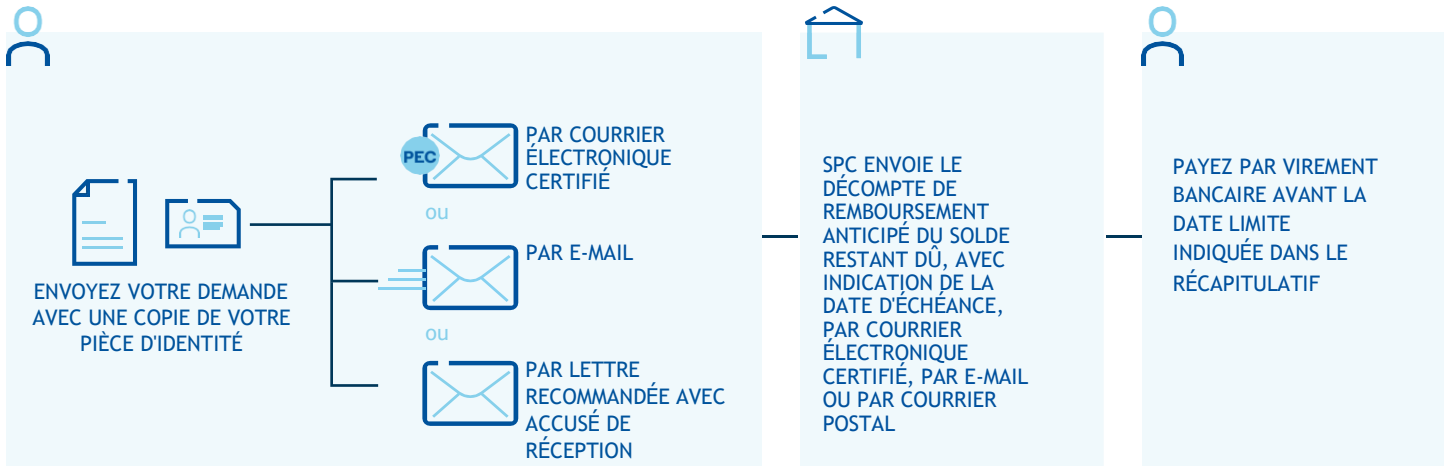 ENVOYEZ VOTRE DEMANDE
AVEC UNE COPIE DE VOTRE
PIÈCE D'IDENTITÉ
PEC
PAR COURRIER
ÉLECTRONIQUE
CERTIFIÉ
ou
PAR E-MAIL
ou
PAR LETTRE
RECOMMANDÉE AVEC
ACCUSÉ DE
RÉCEPTION
SPC ENVOIE LE
DÉCOMPTE DE
REMBOURSEMENT
ANTICIPÉ DU SOLDE
RESTANT DÛ, AVEC
INDICATION DE LA
DATE D'ÉCHÉANCE,
PAR COURRIER
ÉLECTRONIQUE
CERTIFIÉ, PAR E-MAIL
OU PAR COURRIER
POSTAL
PAYEZ PAR VIREMENT
BANCAIRE AVANT LA
DATE LIMITE
INDIQUÉE DANS LE
RÉCAPITULATIF